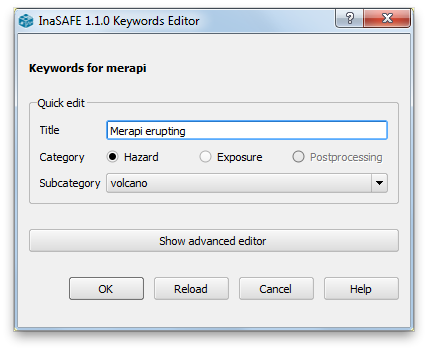 InaSAFE 1.1.0 Keywords Editor
Keywords for merapi
Quick edit
Title Merapi erupting
Category Hazard Exposure Postprocessing
Subcategory volcano
Show advanced editor
OK Reload Cancel Help